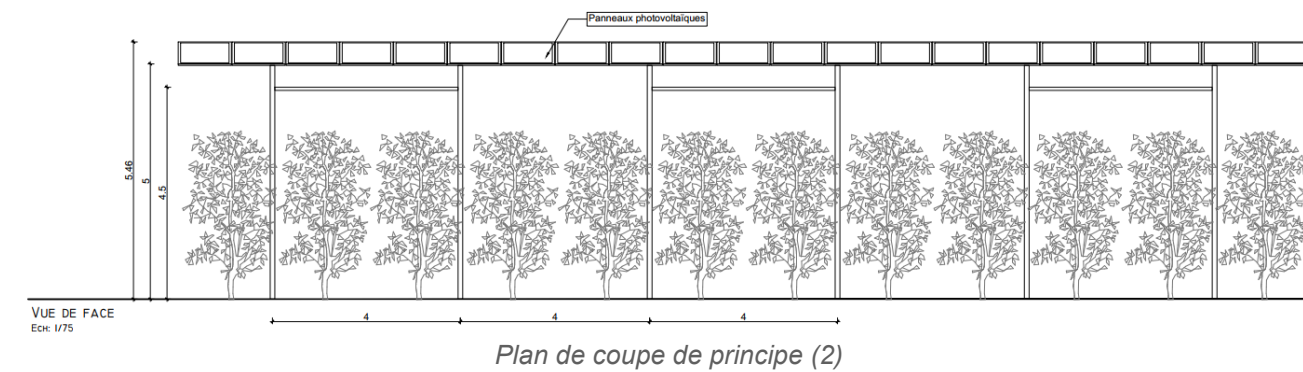 Panneaux photovoltaïques
5.46
5
4.5
VUE DE FACE
ECH: 1/75
4
4
4
Plan de coupe de principe (2)